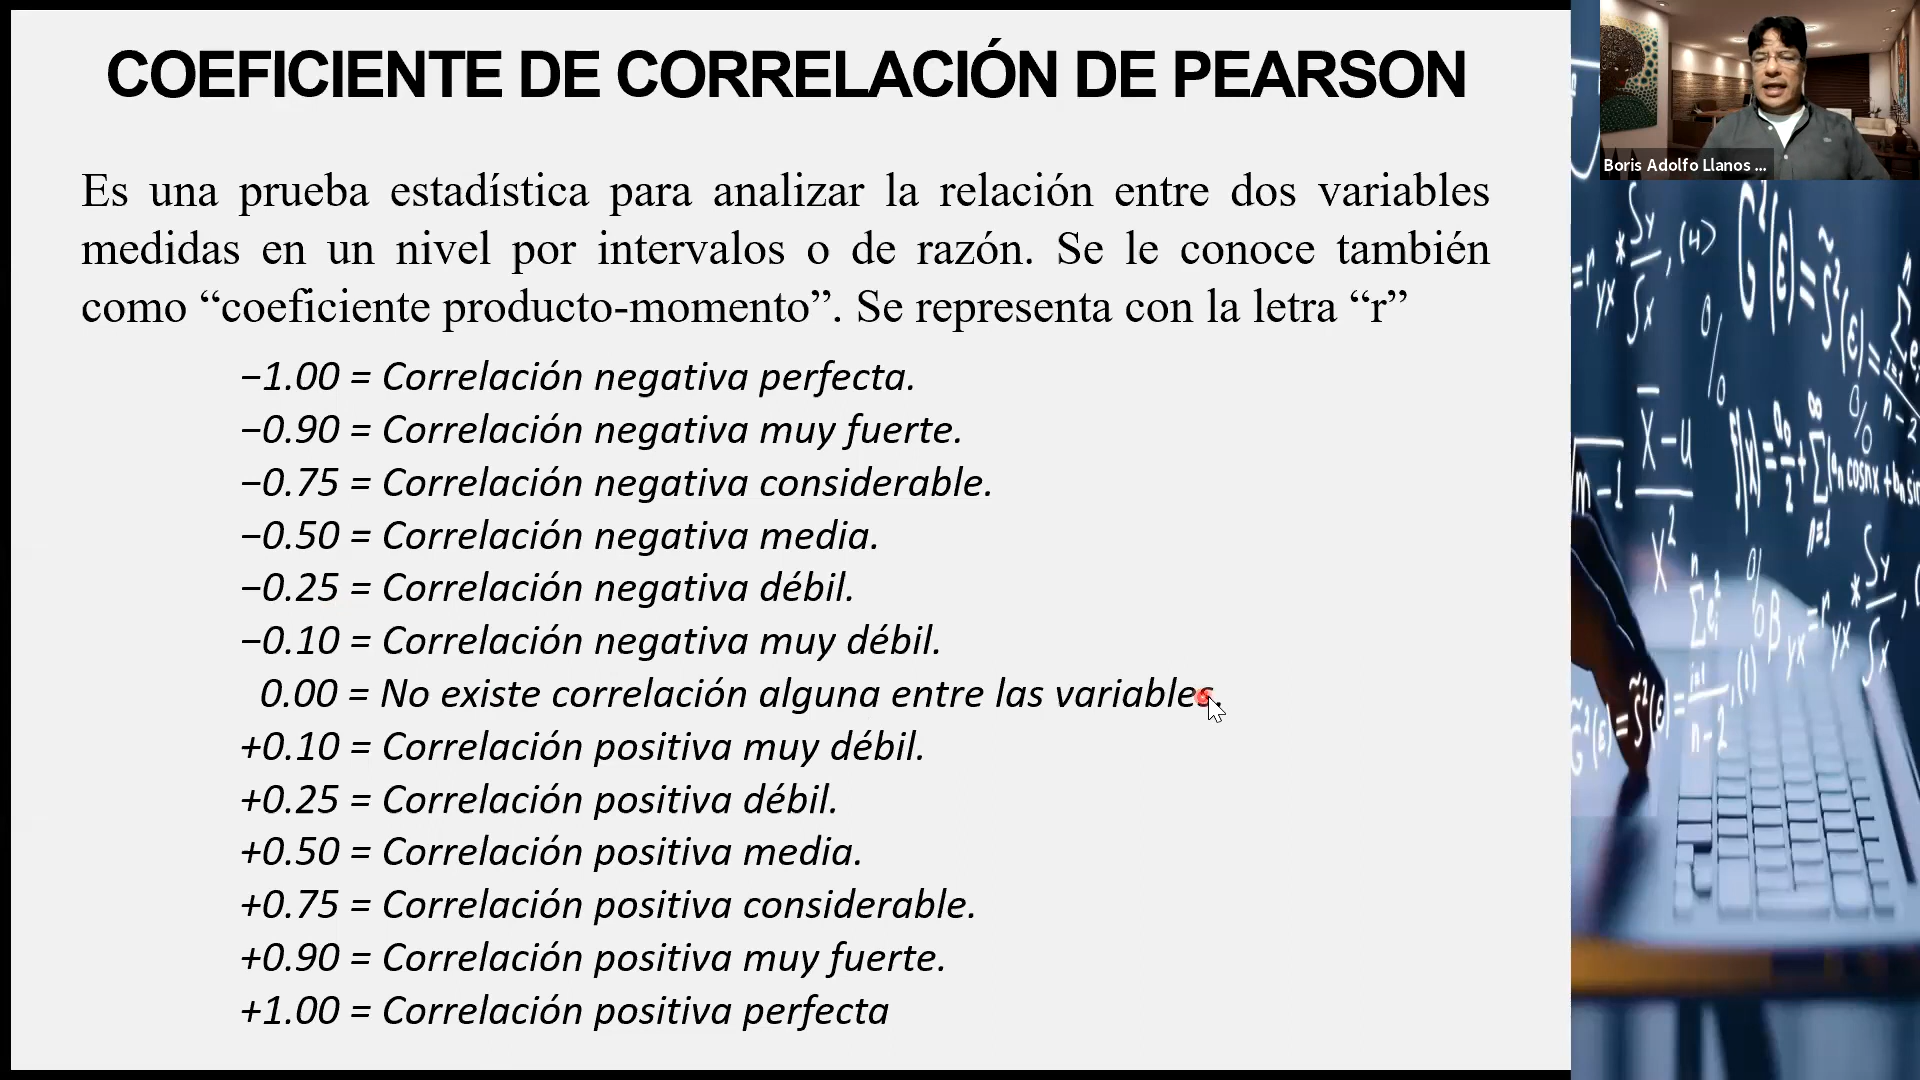 COEFICIENTE DE CORRELACIÓN DE PEARSON
Es una prueba estadística para analizar la relación entre dos variables
medidas en un nivel por intervalos o de razón. Se le conoce también
como “coeficiente producto-momento”. Se representa con la letra “r”
−1.00 = Correlación negativa perfecta.
−0.90 = Correlación negativa muy fuerte.
−0.75 = Correlación negativa considerable.
−0.50 = Correlación negativa media.
−0.25 = Correlación negativa débil.
−0.10 = Correlación negativa muy débil.
0.00 = No existe correlación alguna entre las variables.
+0.10 = Correlación positiva muy débil.
+0.25 = Correlación positiva débil.
+0.50 = Correlación positiva media.
+0.75 = Correlación positiva considerable.
+0.90 = Correlación positiva muy fuerte.
+1.00 = Correlación positiva perfecta
Boris Adolfo Llanos ...